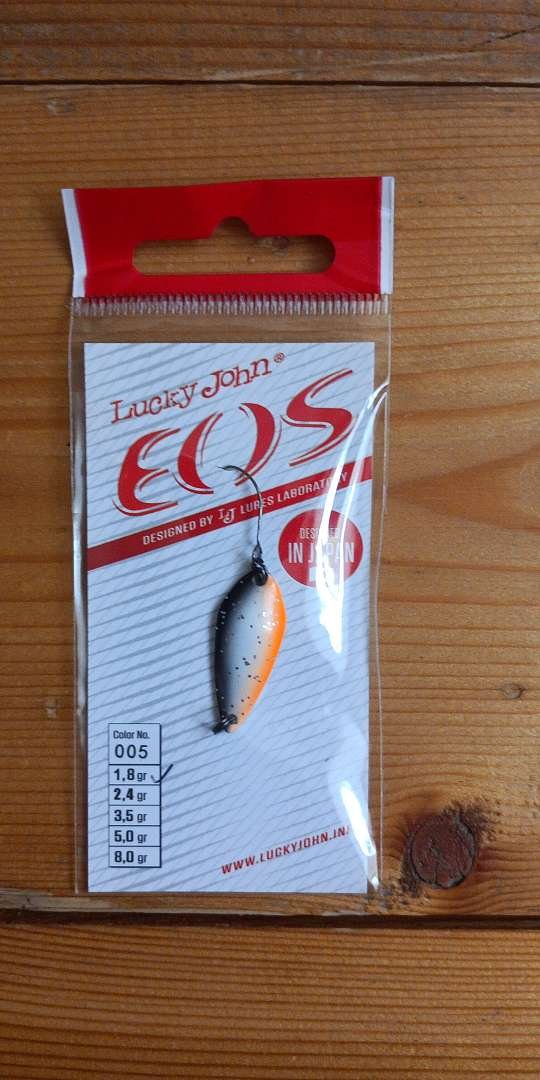 Lucky John®
EOS
DESIGNED BY LJ LURES LABORATORY
DESIGNED
IN JAPAN
Color No.
005
1,8 gr
2,4 gr
3,5 gr
5,0 gr
8,0 gr
WWW.LUCKYJOHN.IN